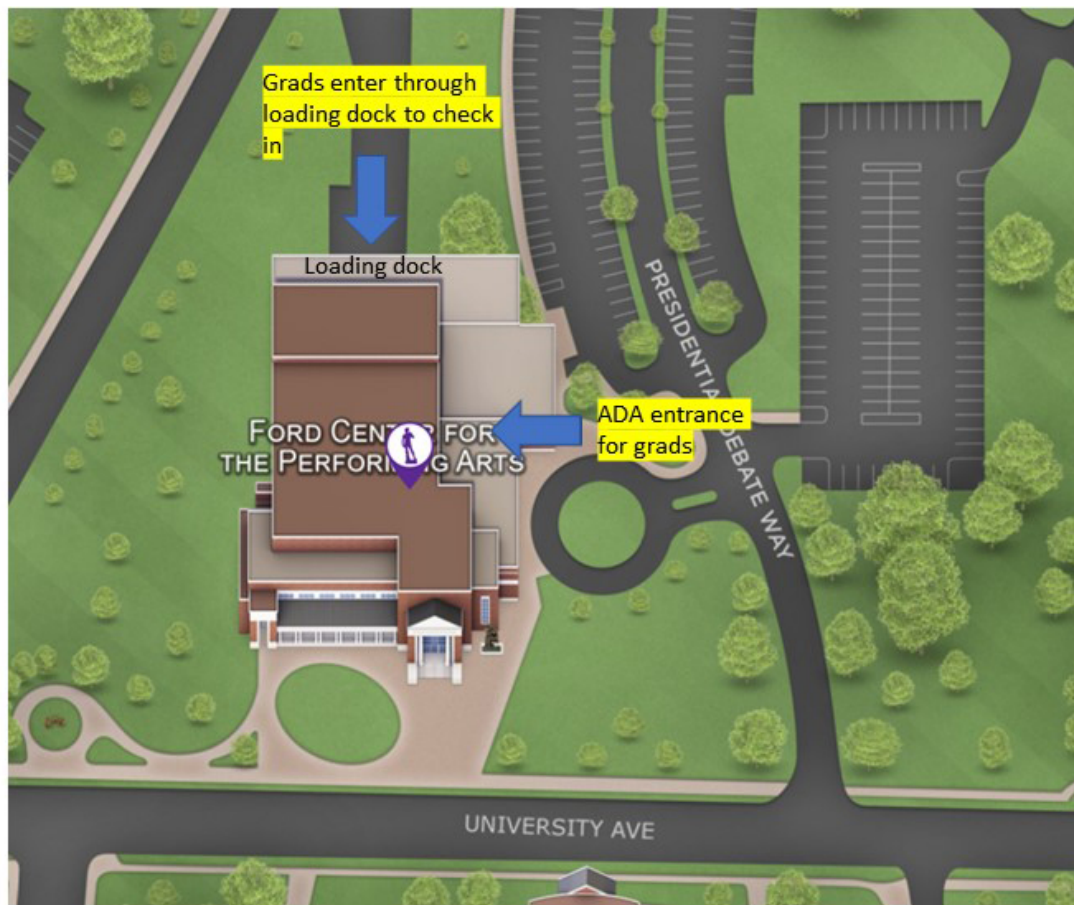 Grads enter through
loading dock to check
in
Loading dock
PRESIDENTIAL DEBATE WAY
ADA entrance
for grads
FORD CENTER FOR
THE PERFORMING ARTS
UNIVERSITY AVE